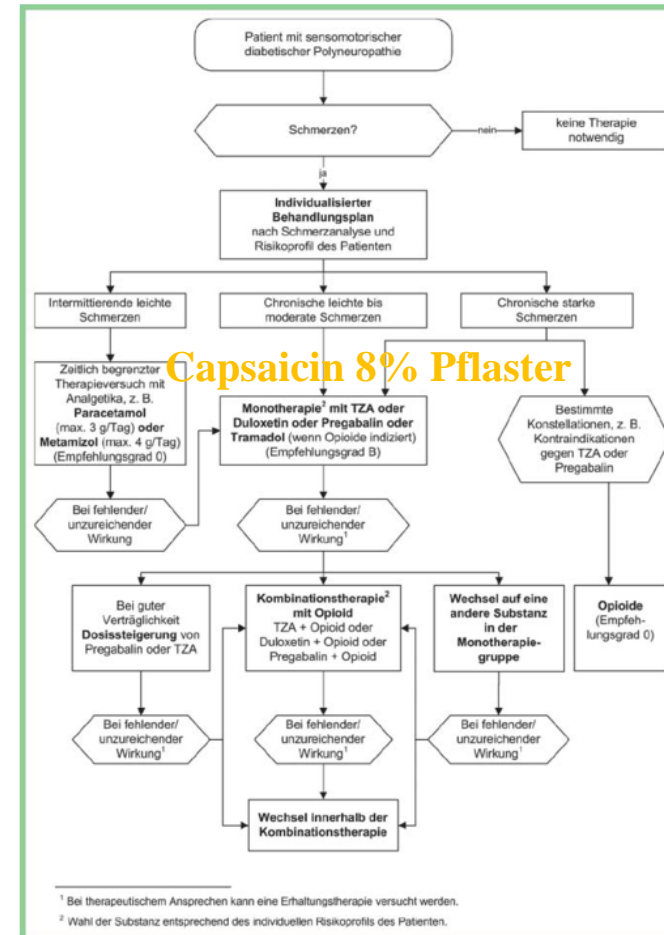 Patient mit sensomotorischer
diabetischer Polyneuropathie
Schmerzen?
nein
keine Therapie
notwendig
ja
Individualisierter
Behandlungsplan
nach Schmerzanalyse und
Risikoprofil des Patienten
Intermittierende leichte
Schmerzen
Chronische leichte bis
moderate Schmerzen
Chronische starke
Schmerzen
Capsaicin 8% Pflaster
Zeitlich begrenzter
Therapieversuch mit
Analgetika, z. B.
Paracetamol
(max. 3 g/Tag) oder
Metamizol (max. 4 g/Tag)
(Empfehlungsgrad 0)
Monotherapie² mit TZA oder
Duloxetin oder Pregabalin oder
Tramadol (wenn Opioide indiziert)
(Empfehlungsgrad B)
Bestimmte
Konstellationen, z. B.
Kontraindikationen
gegen TZA oder
Pregabalin
Bei fehlender/
unzureichender
Wirkung
Bei fehlender/
unzureichender
Wirkung¹
Bei guter
Verträglichkeit
Dosissteigerung von
Pregabalin oder TZA
Kombinationstherapie²
mit Opioid
TZA + Opioid oder
Duloxetin + Opioid oder
Pregabalin + Opioid
Wechsel auf eine
andere Substanz
in der
Monotherapie-
gruppe
Opioide
(Empfeh-
lungsgrad 0)
Bei fehlender/
unzureichender
Wirkung¹
Bei fehlender/
unzureichender
Wirkung¹
Bei fehlender/
unzureichender
Wirkung¹
Wechsel innerhalb der
Kombinationstherapie
¹ Bei therapeutischem Ansprechen kann eine Erhaltungstherapie versucht werden.
² Wahl der Substanz entsprechend des individuellen Risikoprofils des Patienten.